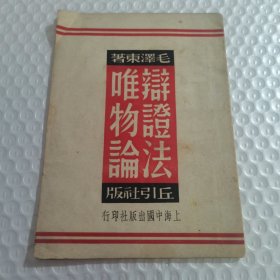 毛澤東著
辯證法
唯物論
丘引社版
上海中國出版社印行